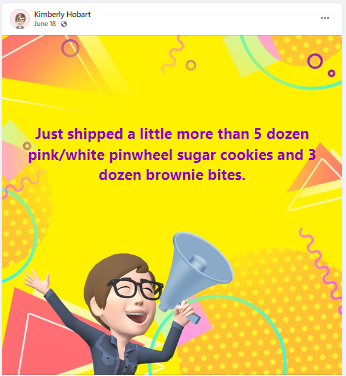 Kimberly Hobart
June 18 ·
Just shipped a little more than 5 dozen
pink/white pinwheel sugar cookies and 3
dozen brownie bites.